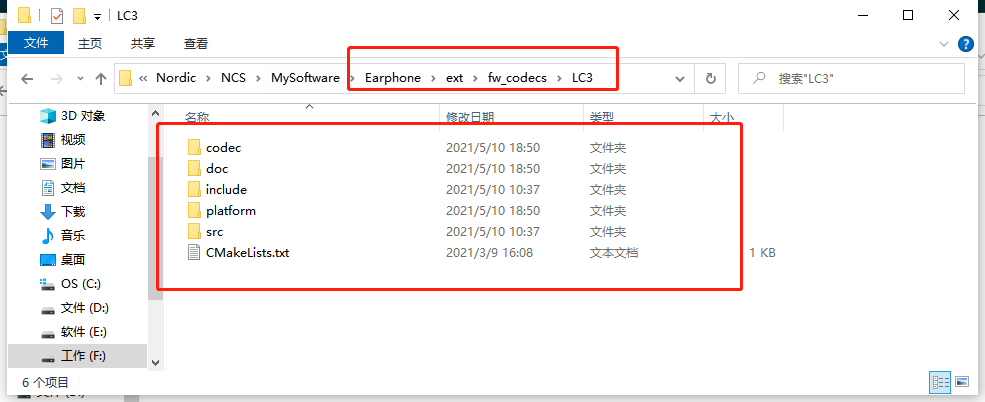 LC3
文件 主页 共享 查看
« Nordic › NCS › MySoftware › Earphone › ext › fw_codecs › LC3 搜索"LC3"
名称 修改日期 类型 大小
3D 对象
视频
图片
文档
下载
音乐
桌面
OS (C:)
文件 (D:)
软件 (E:)
工作 (F:)
codec 2021/5/10 18:50 文件夹
doc 2021/5/10 18:50 文件夹
include 2021/5/10 10:37 文件夹
platform 2021/5/10 18:50 文件夹
src 2021/5/10 10:37 文件夹
CMakeLists.txt 2021/3/9 16:08 文本文档 1 KB
6 个项目